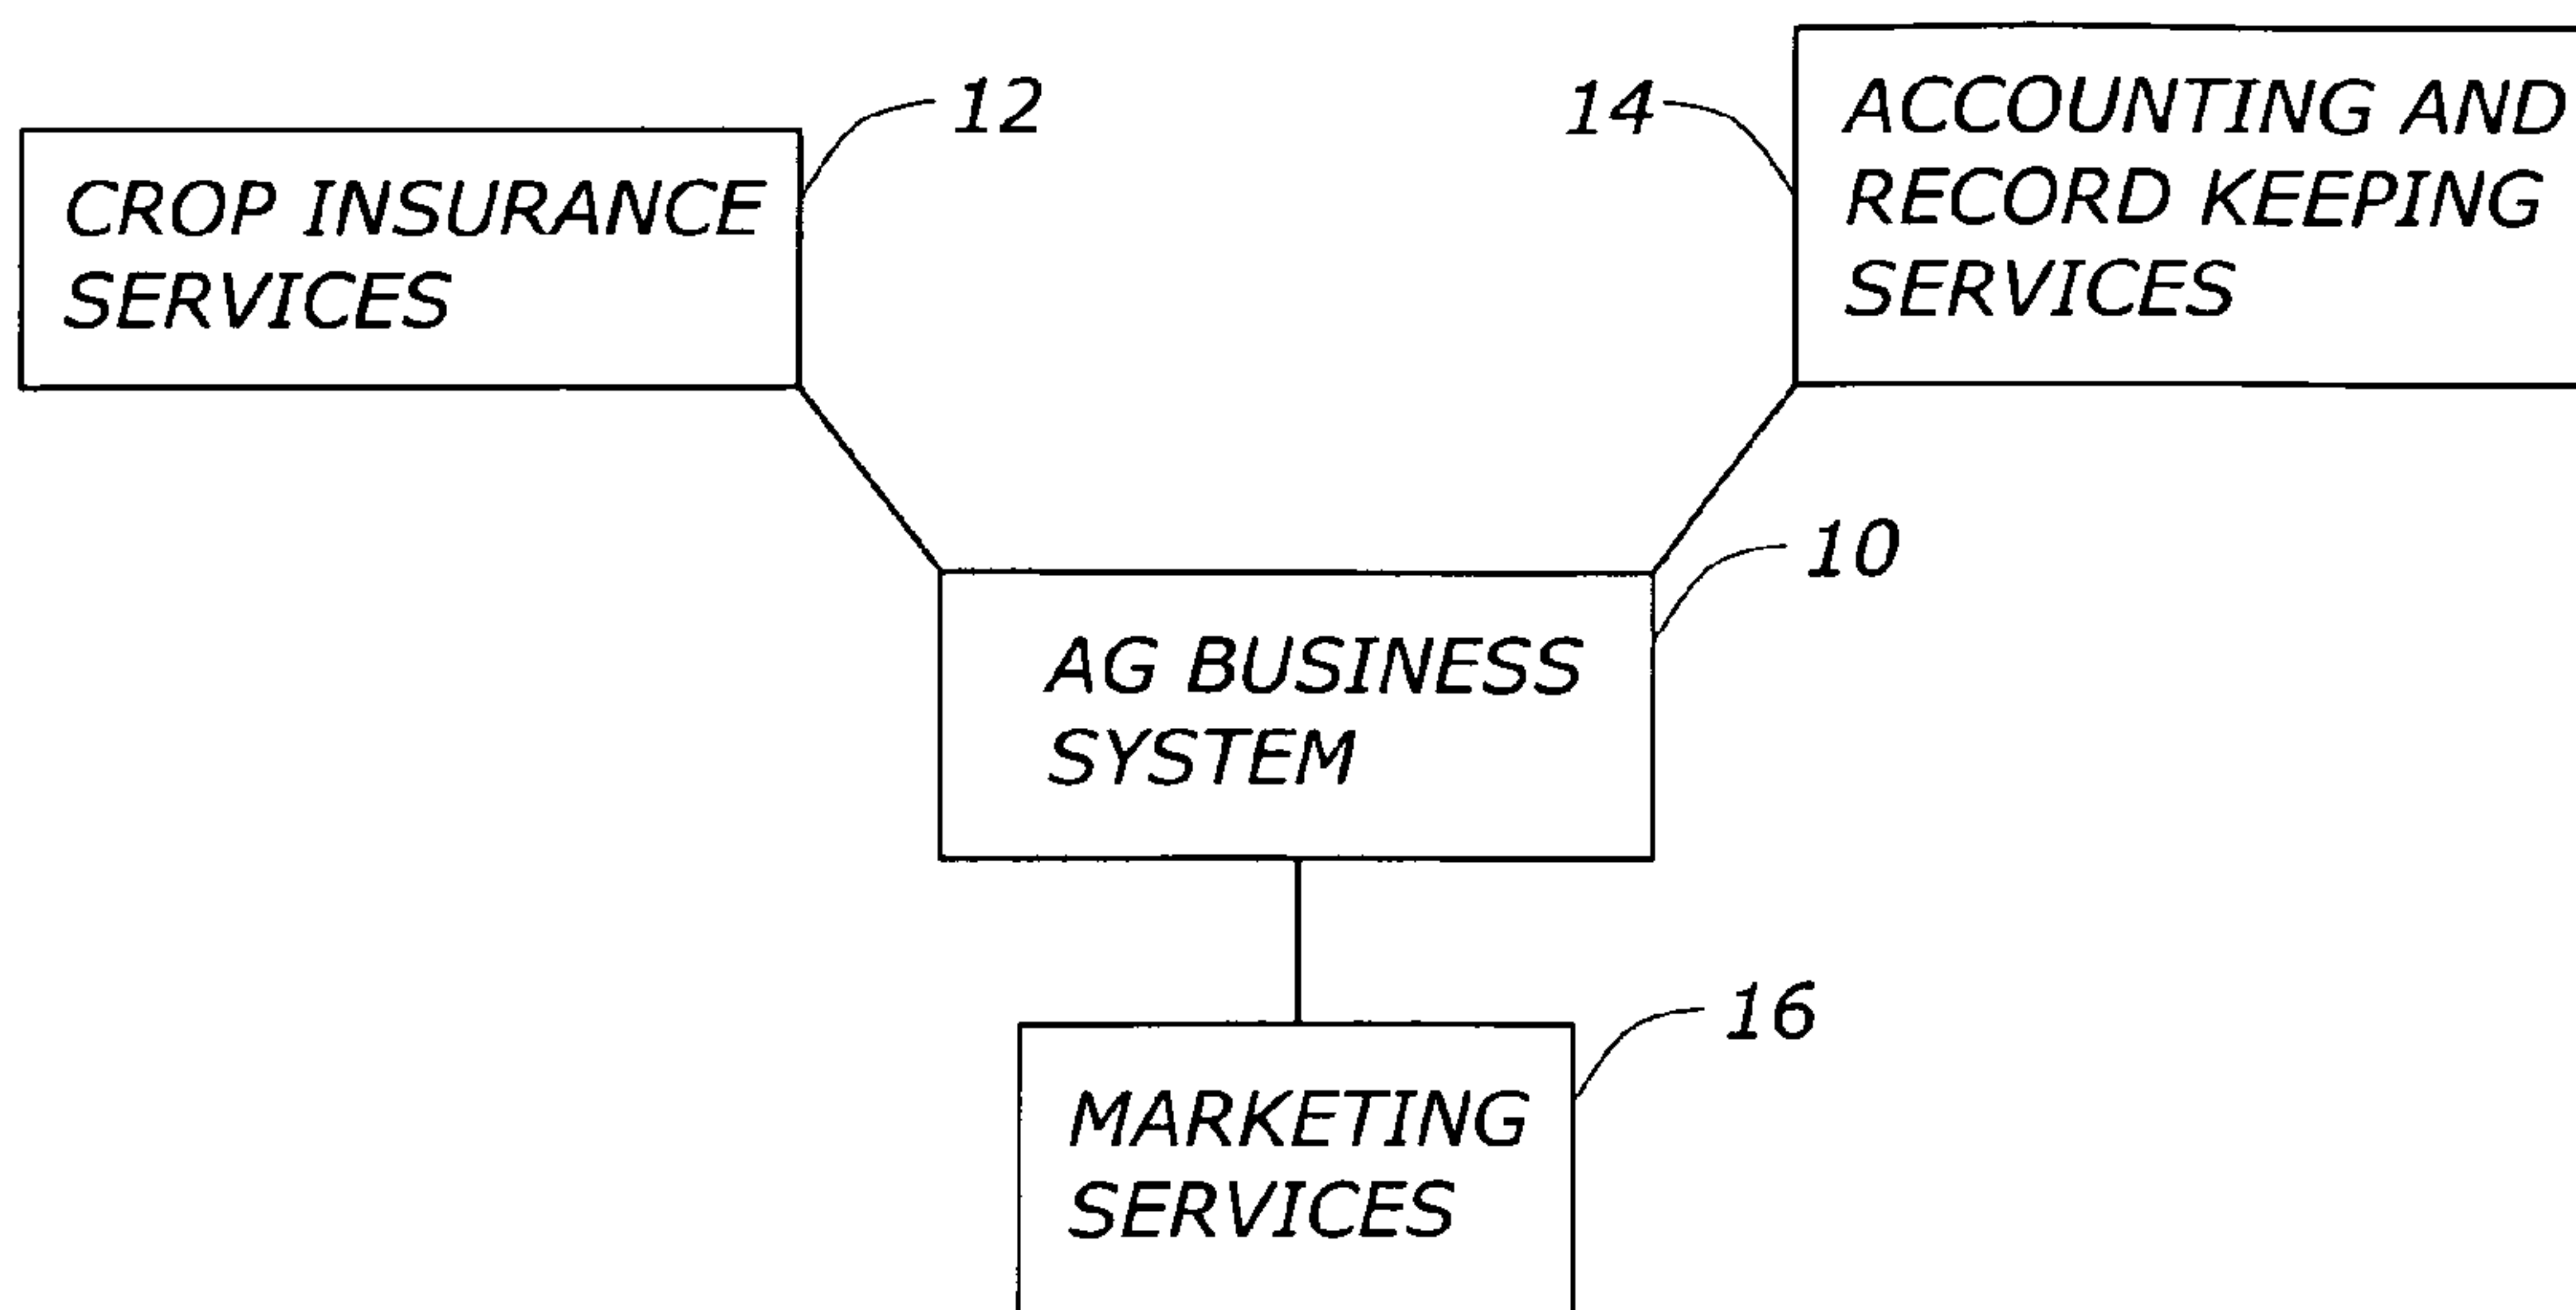 12
CROP INSURANCE
SERVICES
14
ACCOUNTING AND
RECORD KEEPING
SERVICES
10
AG BUSINESS
SYSTEM
16
MARKETING
SERVICES